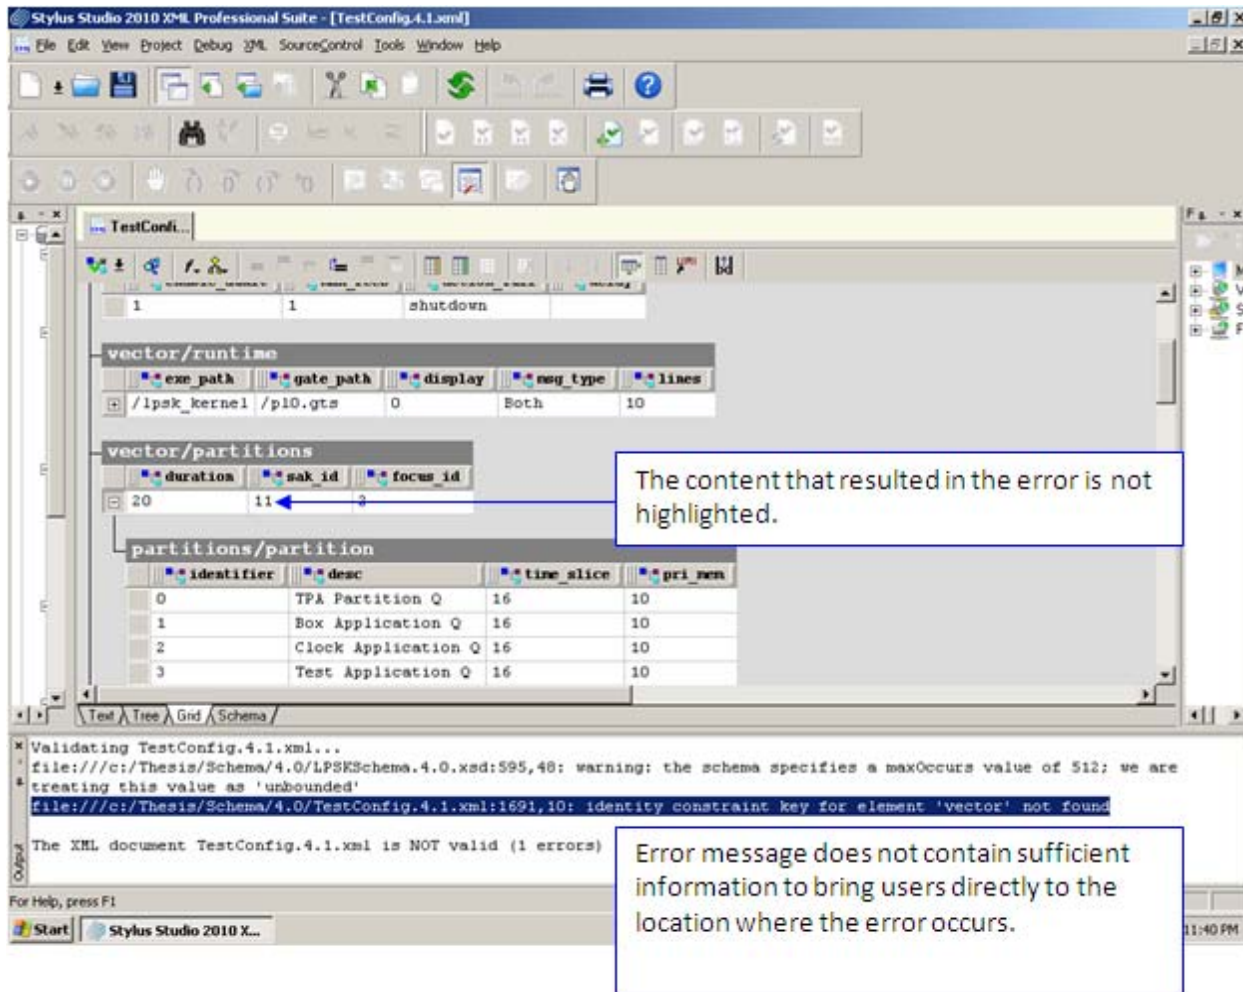 Stylus Studio 2010 XML Professional Suite - [TestConfig.4.1.xml]
File Edit View Project Debug XML SourceControl Tools Window Help
TestConfi...
1 1 shutdown
vector/runtime
exe_path gate_path display msg_type lines
/lpsk_kernel /pl0.gts 0 Both 10
vector/partitions
duration sak_id focus_id
20 11
The content that resulted in the error is not
highlighted.
partitions/partition
identifier desc time_slice pri_mem
0 TPA Partition Q 16 10
1 Box Application Q 16 10
2 Clock Application Q 16 10
3 Test Application Q 16 10
Text Tree Grid Schema
Validating TestConfig.4.1.xml...
file:///c:/Thesis/Schema/4.0/LPSKSchema.4.0.xsd:595,48: warning: the schema specifies a maxOccurs value of 512; we are
treating this value as 'unbounded'
file:///c:/Thesis/Schema/4.0/TestConfig.4.1.xml:1691,10: identity constraint key for element 'vector' not found
The XML document TestConfig.4.1.xml is NOT valid (1 errors)
Output
Error message does not contain sufficient
information to bring users directly to the
location where the error occurs.
For Help, press F1
Start Stylus Studio 2010 X... 11:40 PM